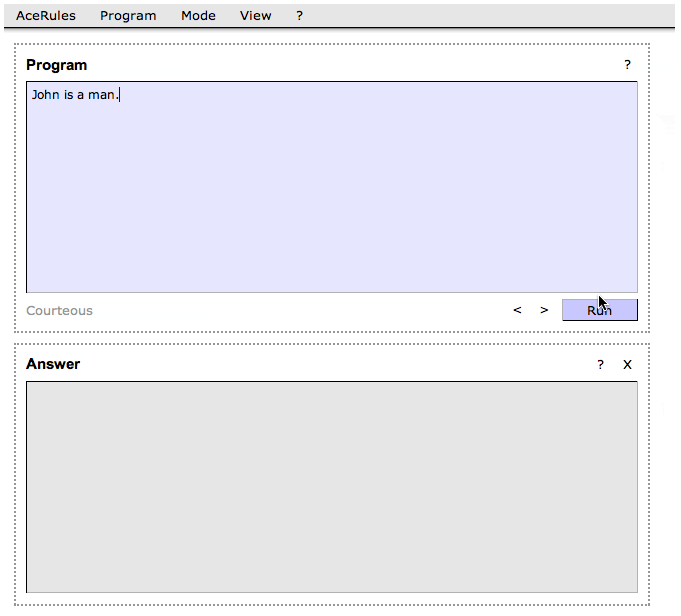 AceRules Program Mode View ?
Program ?
John is a man.
Courteous < > Run
Answer ? X